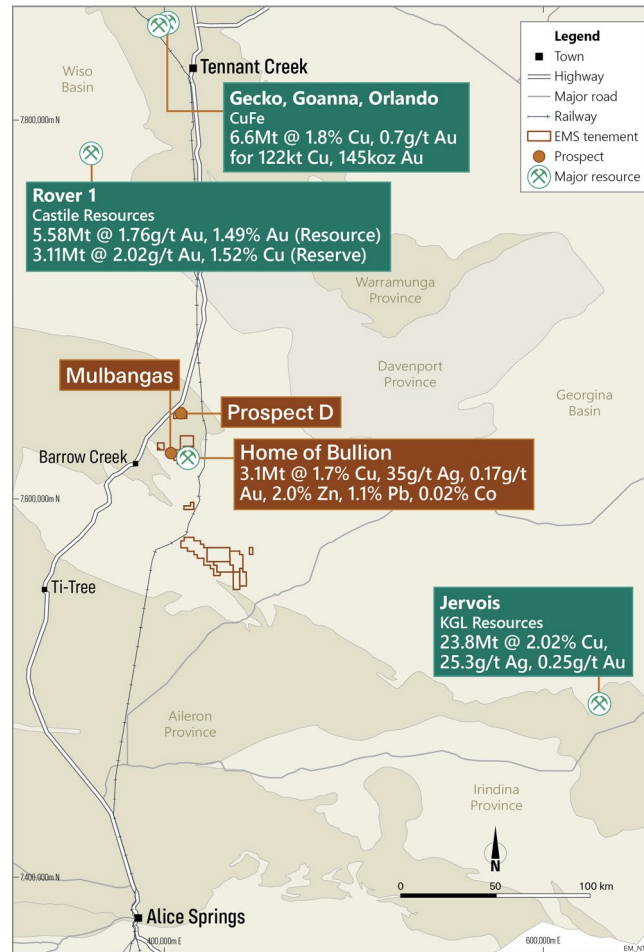 Legend
Town
Highway
Major road
Railway
EMS tenement
Prospect
Major resource
Wiso
Basin
Tennant Creek
Gecko, Goanna, Orlando
CuFe
6.6Mt @ 1.8% Cu, 0.7g/t Au
for 122kt Cu, 145koz Au
7,800,000m N
Rover 1
Castile Resources
5.58Mt @ 1.76g/t Au, 1.49% Au (Resource)
3.11Mt @ 2.02g/t Au, 1.52% Cu (Reserve)
Warramunga
Province
Davenport
Province
Georgina
Basin
Mulbangas
Prospect D
Barrow Creek
Home of Bullion
3.1Mt @ 1.7% Cu, 35g/t Ag, 0.17g/t
Au, 2.0% Zn, 1.1% Pb, 0.02% Co
7,600,000m N
Ti-Tree
Jervois
KGL Resources
23.8Mt @ 2.02% Cu,
25.3g/t Ag, 0.25g/t Au
Aileron
Province
Irindina
Province
N
0 50 100 km
7,400,000m N
Alice Springs
400,000m E
600,000m E